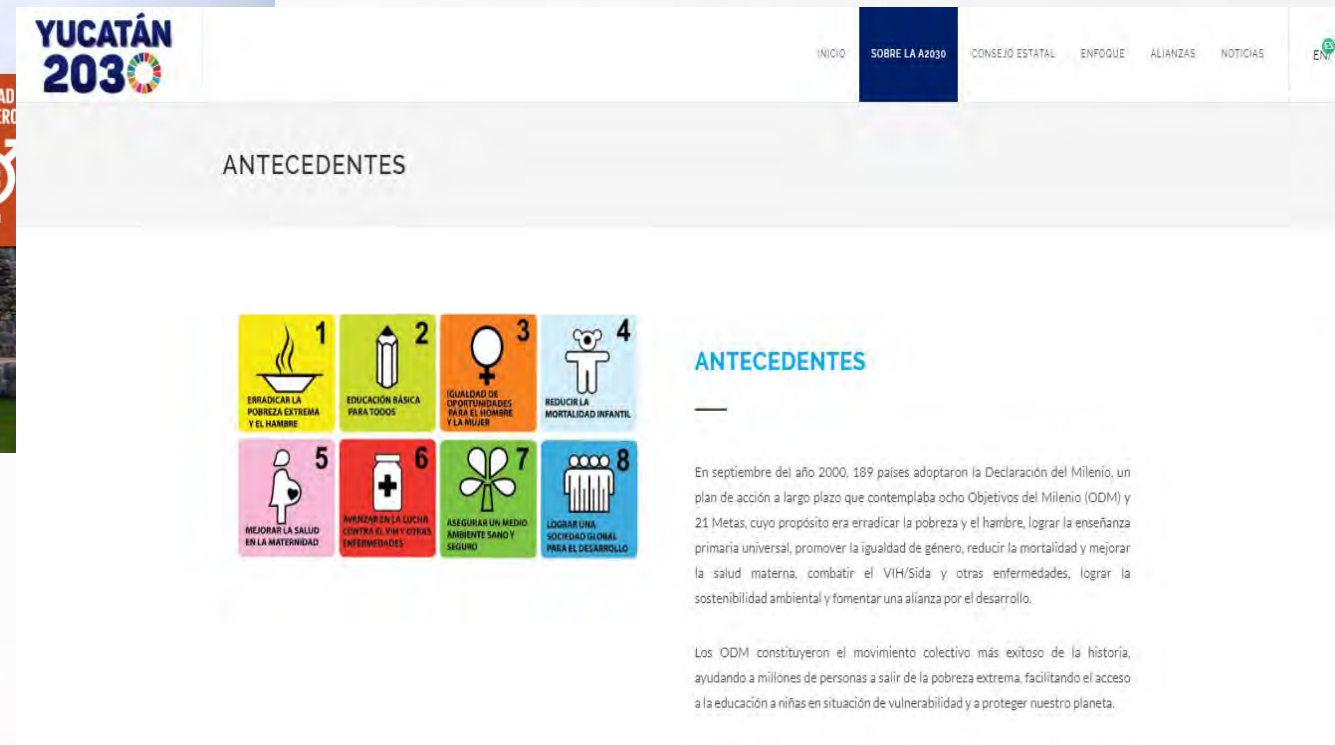 YUCATÁN
2030
INICIO
SOBRE LA A2030
CONSEJO ESTATAL
ENFOQUE
ALIANZAS
NOTICIAS
ES
ANTECEDENTES
1
ERRADICAR LA
POBREZA EXTREMA
Y EL HAMBRE
2
EDUCACIÓN BÁSICA
PARA TODOS
3
IGUALDAD DE
OPORTUNIDADES
PARA EL HOMBRE
Y LA MUJER
4
REDUCIR LA
MORTALIDAD INFANTIL
5
MEJORAR LA SALUD
EN LA MATERNIDAD
6
AVANZAR EN LA LUCHA
CONTRA EL VIH Y OTRAS
ENFERMEDADES
7
ASEGURAR UN MEDIO
AMBIENTE SANO Y
SEGURO
8
LOGRAR UNA
SOCIEDAD GLOBAL
PARA EL DESARROLLO
ANTECEDENTES
En septiembre del año 2000, 189 países adoptaron la Declaración del Milenio, un
plan de acción a largo plazo que contemplaba ocho Objetivos del Milenio (ODM) y
21 Metas, cuyo propósito era erradicar la pobreza y el hambre, lograr la enseñanza
primaria universal, promover la igualdad de género, reducir la mortalidad y mejorar
la salud materna, combatir el VIH/Sida y otras enfermedades, lograr la
sostenibilidad ambiental y fomentar una alianza por el desarrollo.
Los ODM constituyeron el movimiento colectivo más exitoso de la historia,
ayudando a millones de personas a salir de la pobreza extrema, facilitando el acceso
a la educación a niñas en situación de vulnerabilidad y a proteger nuestro planeta.